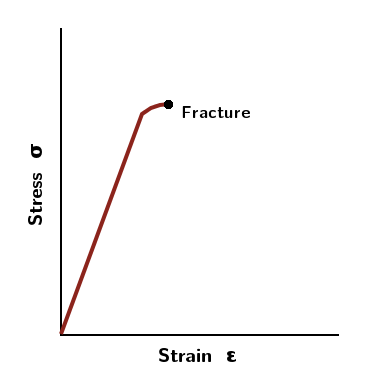 Fracture
Stress σ
Strain ε